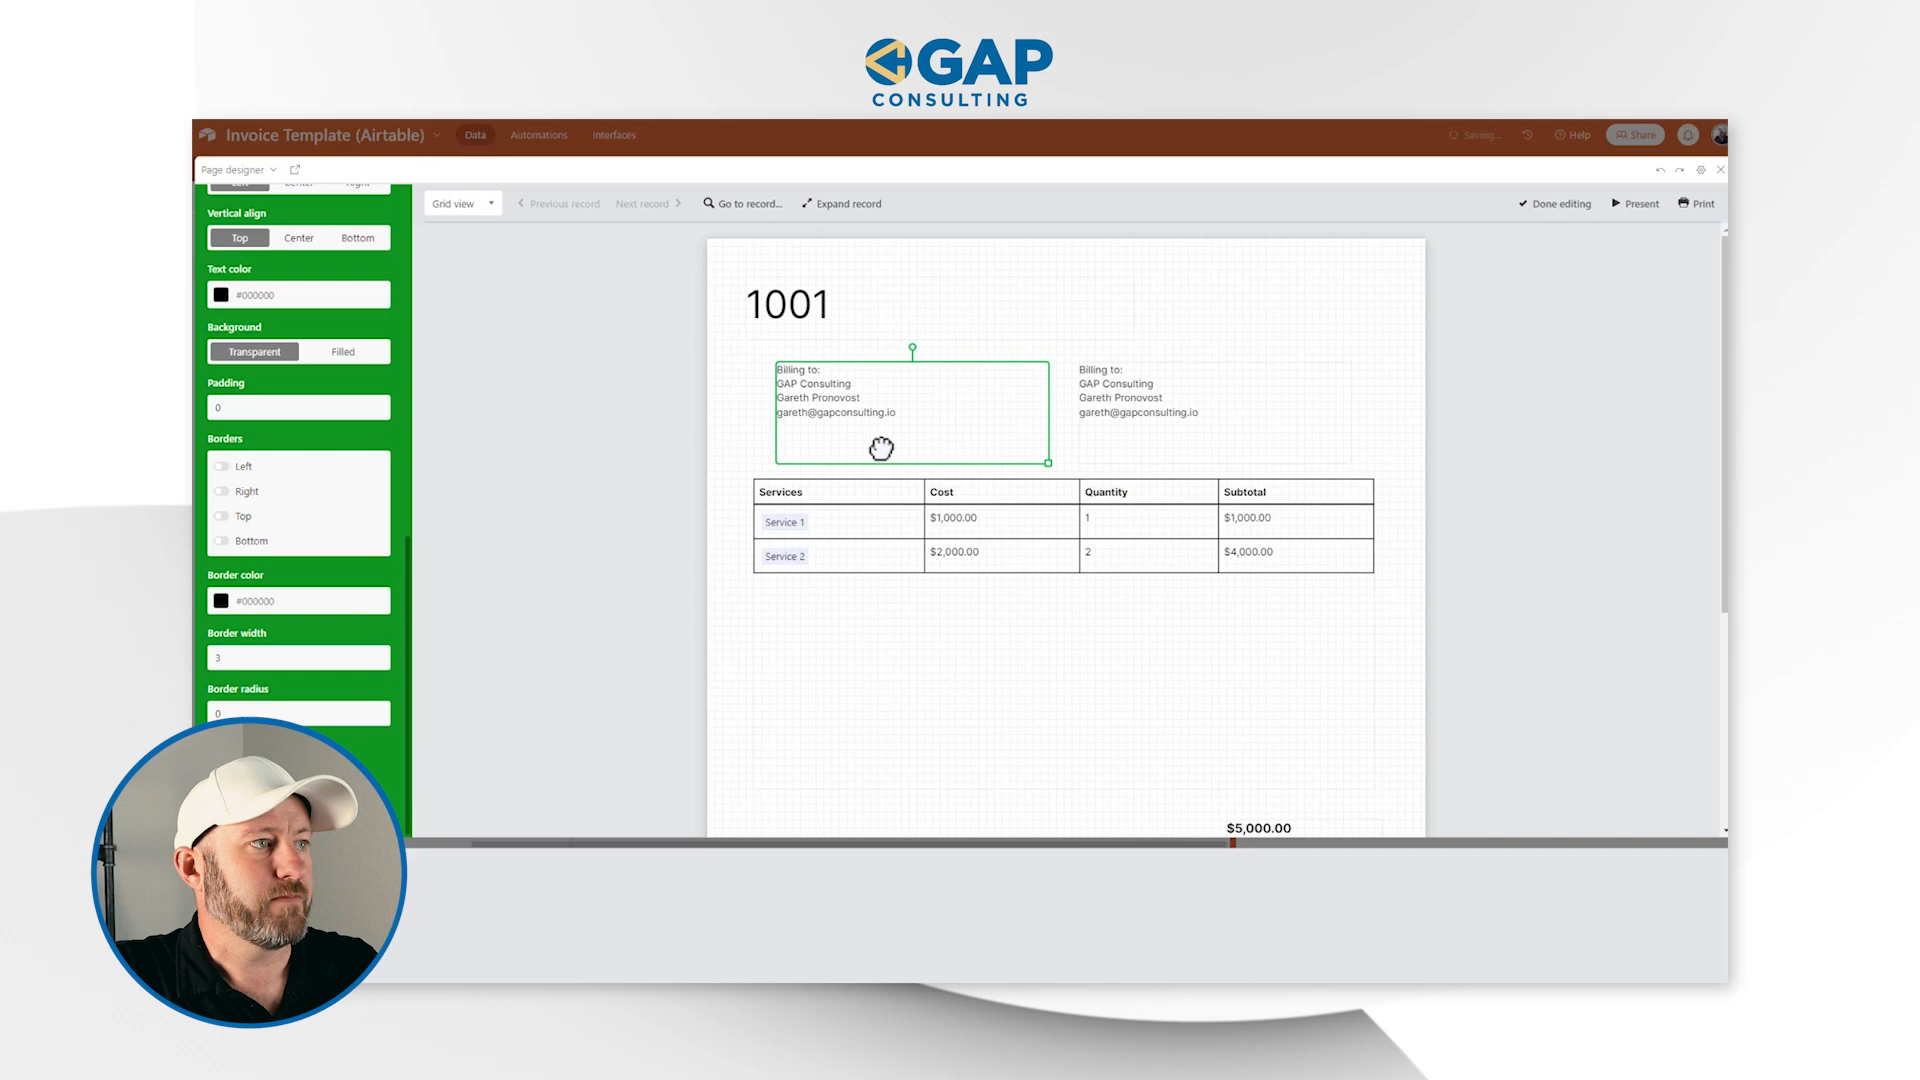 GAP
CONSULTING
Invoice Template (Airtable)
Data
Automations
Interfaces
Saving...
Help
Share
Page designer
Left
Center
Right
Grid view
Previous record
Next record
Go to record...
Expand record
Done editing
Present
Print
Vertical align
Top
Center
Bottom
Text color
#000000
Background
Transparent
Filled
Padding
0
Borders
Left
Right
Top
Bottom
Border color
#000000
Border width
3
Border radius
0
1001
Billing to:
GAP Consulting
Gareth Pronovost
gareth@gapconsulting.io
Billing to:
GAP Consulting
Gareth Pronovost
gareth@gapconsulting.io
Services Cost Quantity Subtotal
Service 1 $1,000.00 1 $1,000.00
Service 2 $2,000.00 2 $4,000.00
$5,000.00